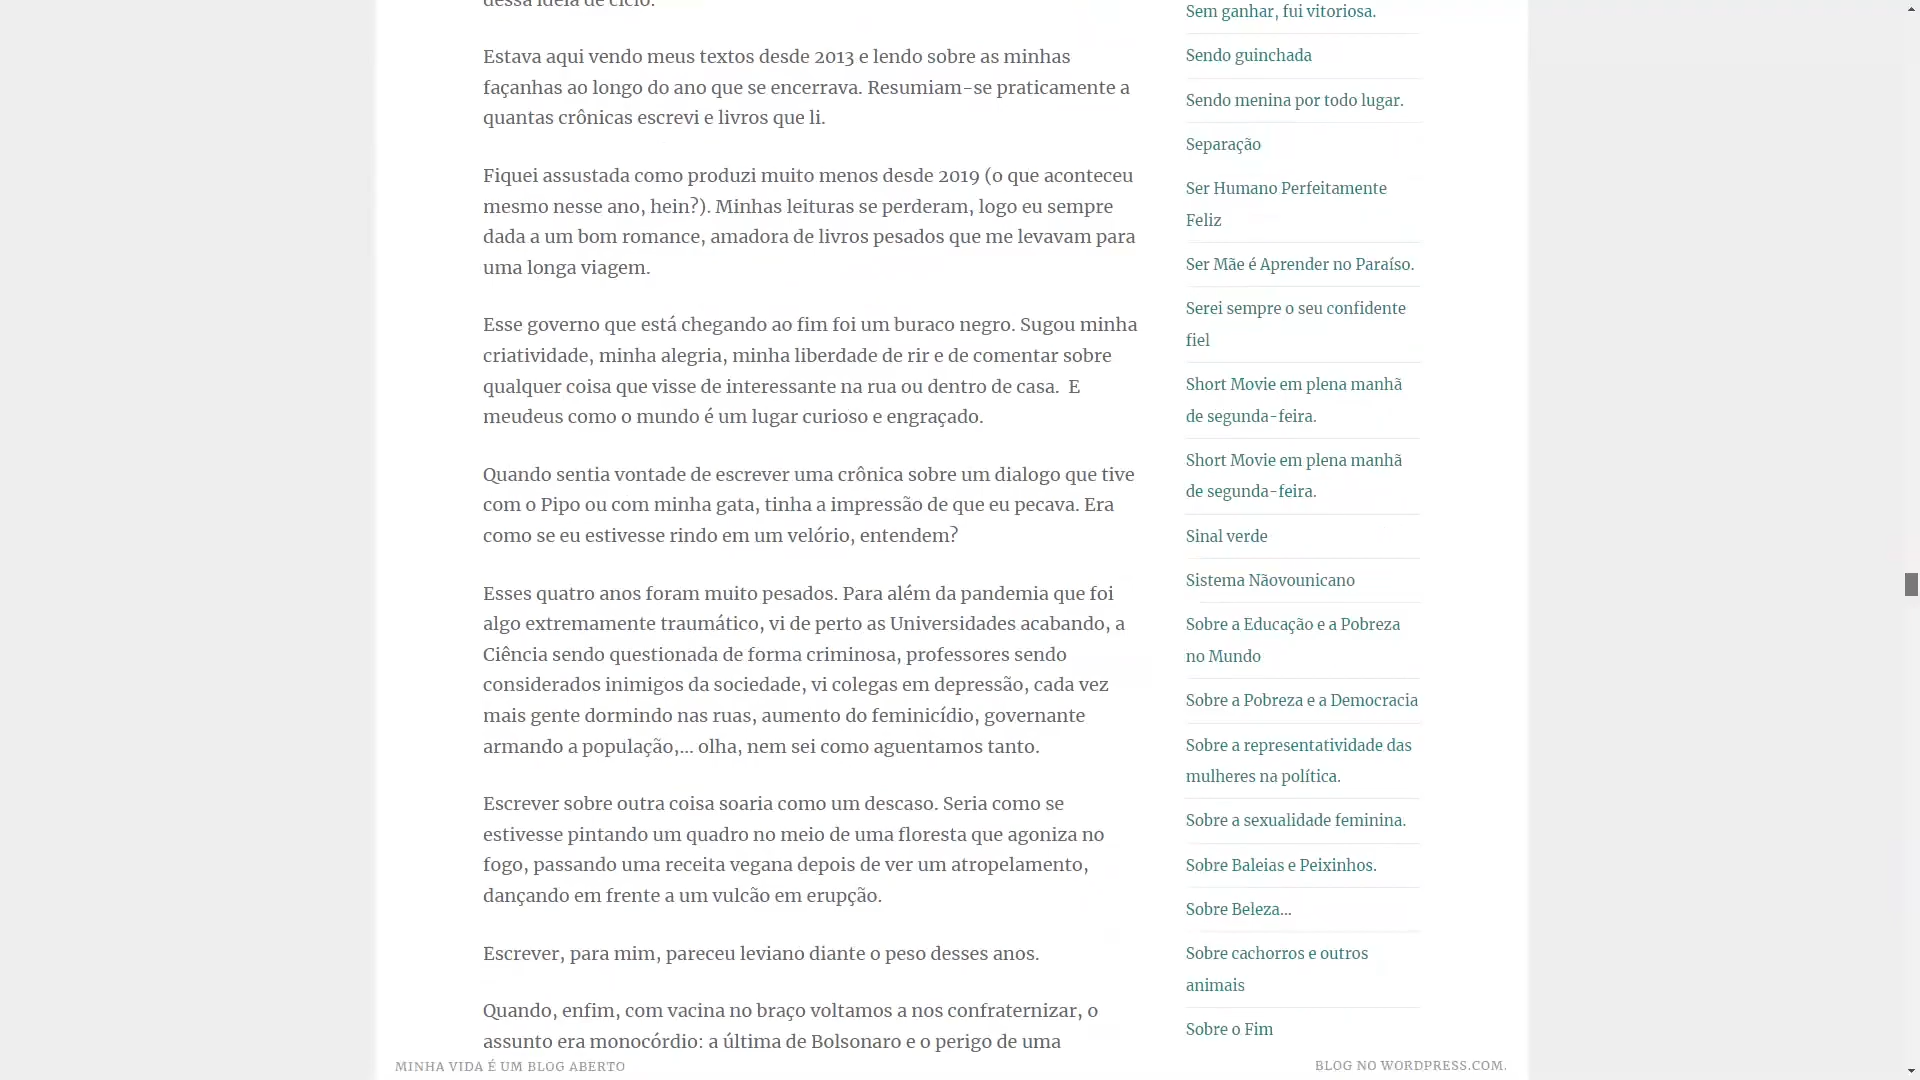 dessa ideia de ciclo.
Estava aqui vendo meus textos desde 2013 e lendo sobre as minhas
façanhas ao longo do ano que se encerrava. Resumiam-se praticamente a
quantas crônicas escrevi e livros que li.
Fiquei assustada como produzi muito menos desde 2019 (o que aconteceu
mesmo nesse ano, hein?). Minhas leituras se perderam, logo eu sempre
dada a um bom romance, amadora de livros pesados que me levavam para
uma longa viagem.
Esse governo que está chegando ao fim foi um buraco negro. Sugou minha
criatividade, minha alegria, minha liberdade de rir e de comentar sobre
qualquer coisa que visse de interessante na rua ou dentro de casa.  E
meudeus como o mundo é um lugar curioso e engraçado.
Quando sentia vontade de escrever uma crônica sobre um dialogo que tive
com o Pipo ou com minha gata, tinha a impressão de que eu pecava. Era
como se eu estivesse rindo em um velório, entendem?
Esses quatro anos foram muito pesados. Para além da pandemia que foi
algo extremamente traumático, vi de perto as Universidades acabando, a
Ciência sendo questionada de forma criminosa, professores sendo
considerados inimigos da sociedade, vi colegas em depressão, cada vez
mais gente dormindo nas ruas, aumento do feminicídio, governante
armando a população,… olha, nem sei como aguentamos tanto.
Escrever sobre outra coisa soaria como um descaso. Seria como se
estivesse pintando um quadro no meio de uma floresta que agoniza no
fogo, passando uma receita vegana depois de ver um atropelamento,
dançando em frente a um vulcão em erupção.
Escrever, para mim, pareceu leviano diante o peso desses anos.
Quando, enfim, com vacina no braço voltamos a nos confraternizar, o
assunto era monocórdio: a última de Bolsonaro e o perigo de uma
Sem ganhar, fui vitoriosa.
Sendo guinchada
Sendo menina por todo lugar.
Separação
Ser Humano Perfeitamente
Feliz
Ser Mãe é Aprender no Paraíso.
Serei sempre o seu confidente
fiel
Short Movie em plena manhã
de segunda-feira.
Short Movie em plena manhã
de segunda-feira.
Sinal verde
Sistema Nãovounicano
Sobre a Educação e a Pobreza
no Mundo
Sobre a Pobreza e a Democracia
Sobre a representatividade das
mulheres na política.
Sobre a sexualidade feminina.
Sobre Baleias e Peixinhos.
Sobre Beleza…
Sobre cachorros e outros
animais
Sobre o Fim
MINHA VIDA É UM BLOG ABERTO
BLOG NO WORDPRESS.COM.